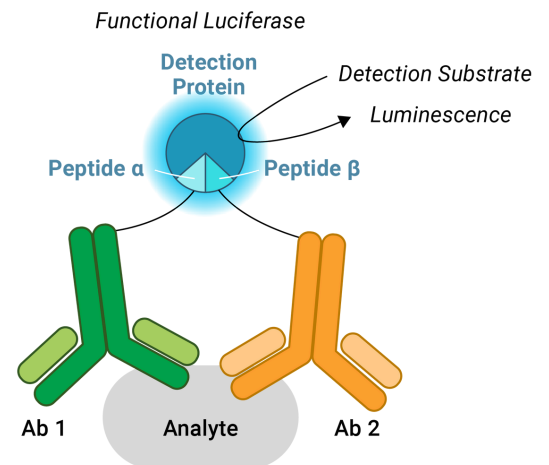 Functional Luciferase
Detection
Protein
Detection Substrate
Luminescence
Peptide α
Peptide β
Ab 1
Analyte
Ab 2